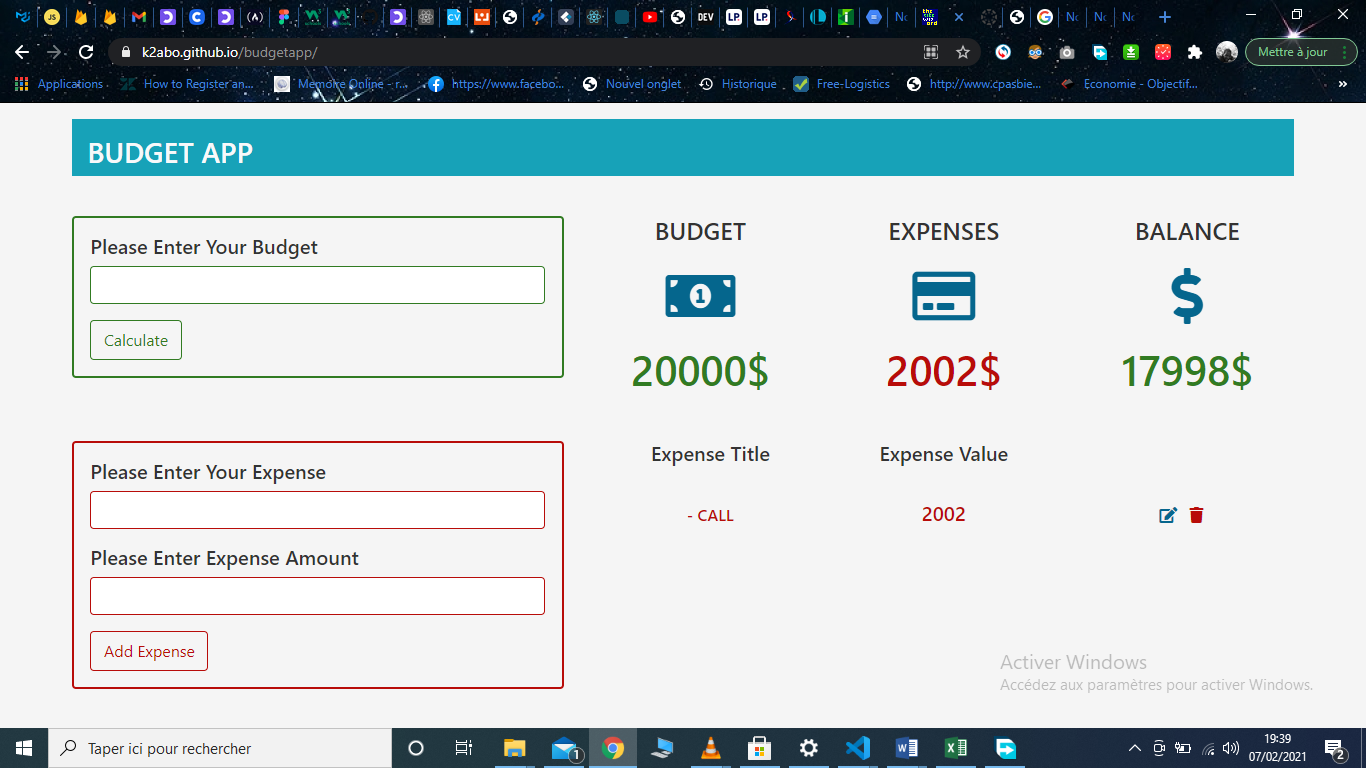 k2abo.github.io/budgetapp/
Mettre à jour
Applications
How to Register an...
Mémoire Online - r...
https://www.facebo...
Nouvel onglet
Historique
Free-Logistics
http://www.cpasbie...
Economie - Objectif...
»
BUDGET APP
Please Enter Your Budget
Calculate
BUDGET
EXPENSES
BALANCE
20000$
2002$
17998$
Please Enter Your Expense
Please Enter Expense Amount
Add Expense
Expense Title
Expense Value
- CALL
2002
Activer Windows
Accédez aux paramètres pour activer Windows.
Taper ici pour rechercher
1
19:39
07/02/2021
2